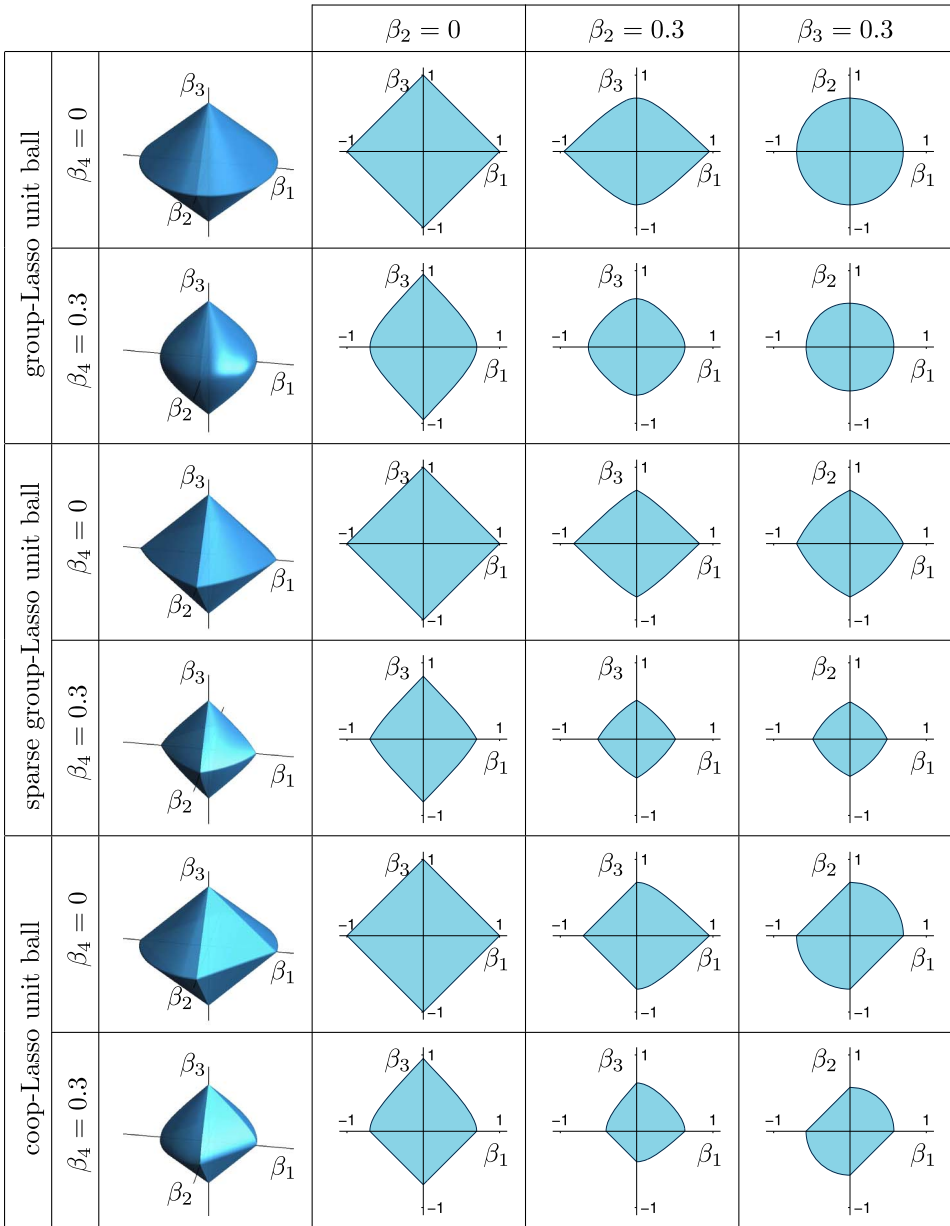 β₂ = 0 β₂ = 0.3 β₃ = 0.3
group-Lasso unit ball
β₄ = 0
β₃
β₁
β₂
β₃ 1
−1 1
β₁
−1
β₃ 1
−1 1
β₁
−1
β₂ 1
−1 1
β₁
−1
β₄ = 0.3
β₃
β₁
β₂
β₃ 1
−1 1
β₁
−1
β₃ 1
−1 1
β₁
−1
β₂ 1
−1 1
β₁
−1
sparse group-Lasso unit ball
β₄ = 0
β₃
β₁
β₂
β₃ 1
−1 1
β₁
−1
β₃ 1
−1 1
β₁
−1
β₂ 1
−1 1
β₁
−1
β₄ = 0.3
β₃
β₁
β₂
β₃ 1
−1 1
β₁
−1
β₃ 1
−1 1
β₁
−1
β₂ 1
−1 1
β₁
−1
coop-Lasso unit ball
β₄ = 0
β₃
β₁
β₂
β₃ 1
−1 1
β₁
−1
β₃ 1
−1 1
β₁
−1
β₂ 1
−1 1
β₁
−1
β₄ = 0.3
β₃
β₁
β₂
β₃ 1
−1 1
β₁
−1
β₃ 1
−1 1
β₁
−1
β₂ 1
−1 1
β₁
−1